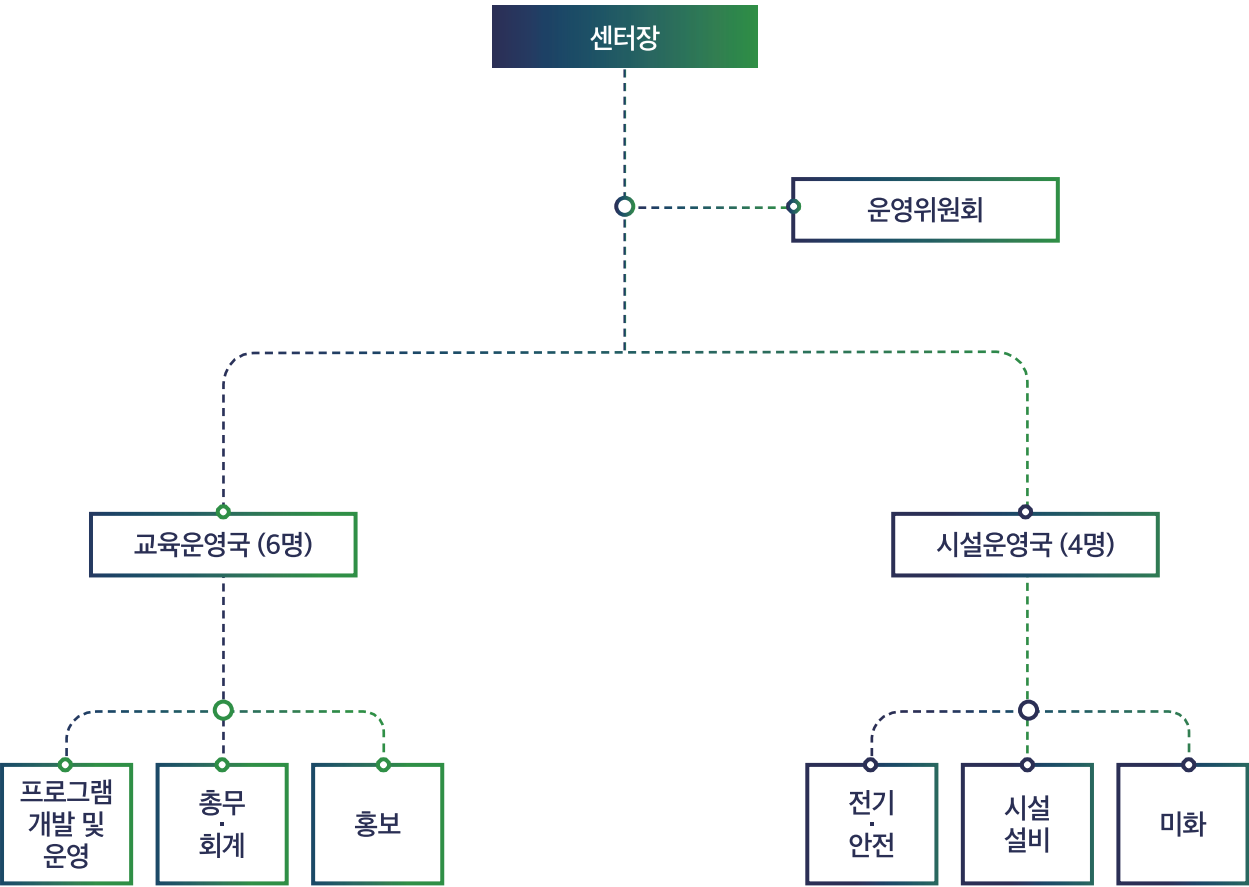 센터장
운영위원회
교육운영국 (6명)
시설운영국 (4명)
프로그램
개발 및
운영
총무
·
회계
홍보
전기
·
안전
시설
설비
미화